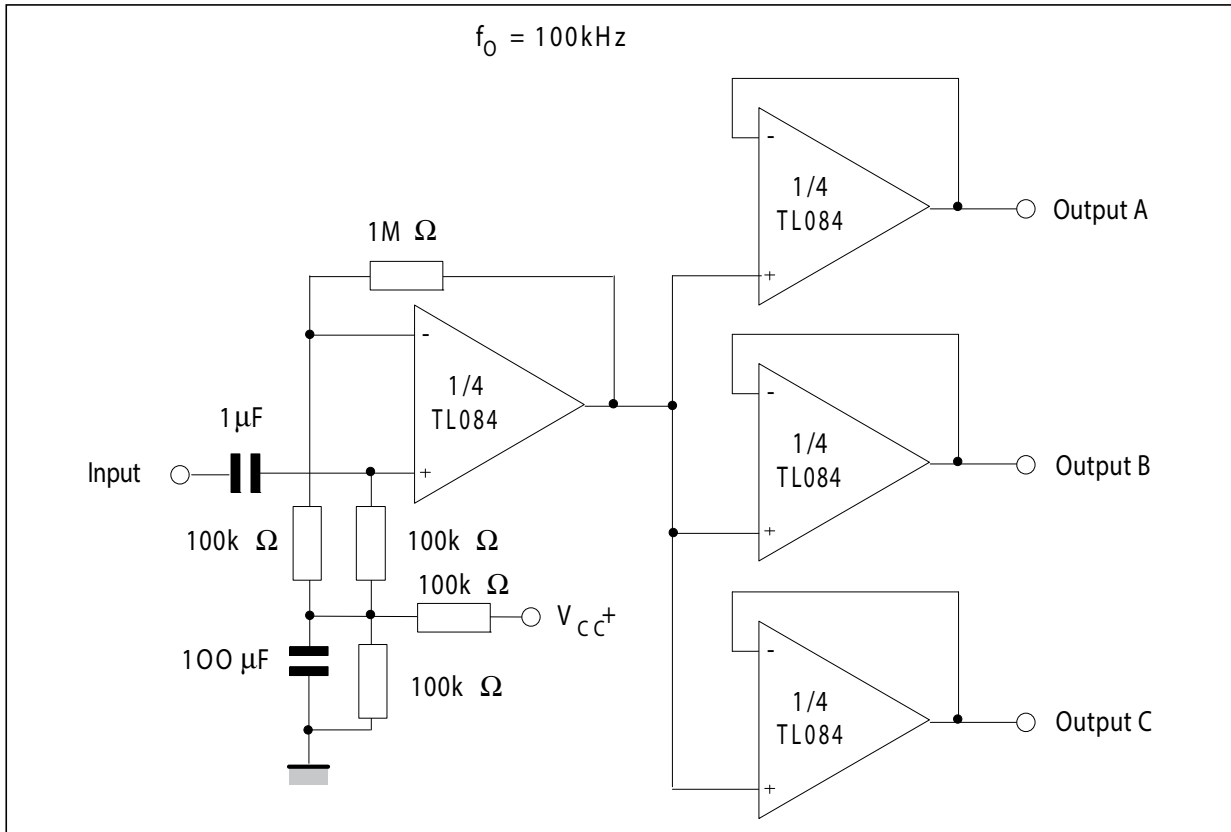 fO = 100kHz
-
1/4
TL084
+
Output A
1M Ω
-
1/4
TL084
+
1µF
Input
-
1/4
TL084
+
Output B
100k Ω
100k Ω
100k Ω
VCC+
100 µF
100k Ω
-
1/4
TL084
+
Output C